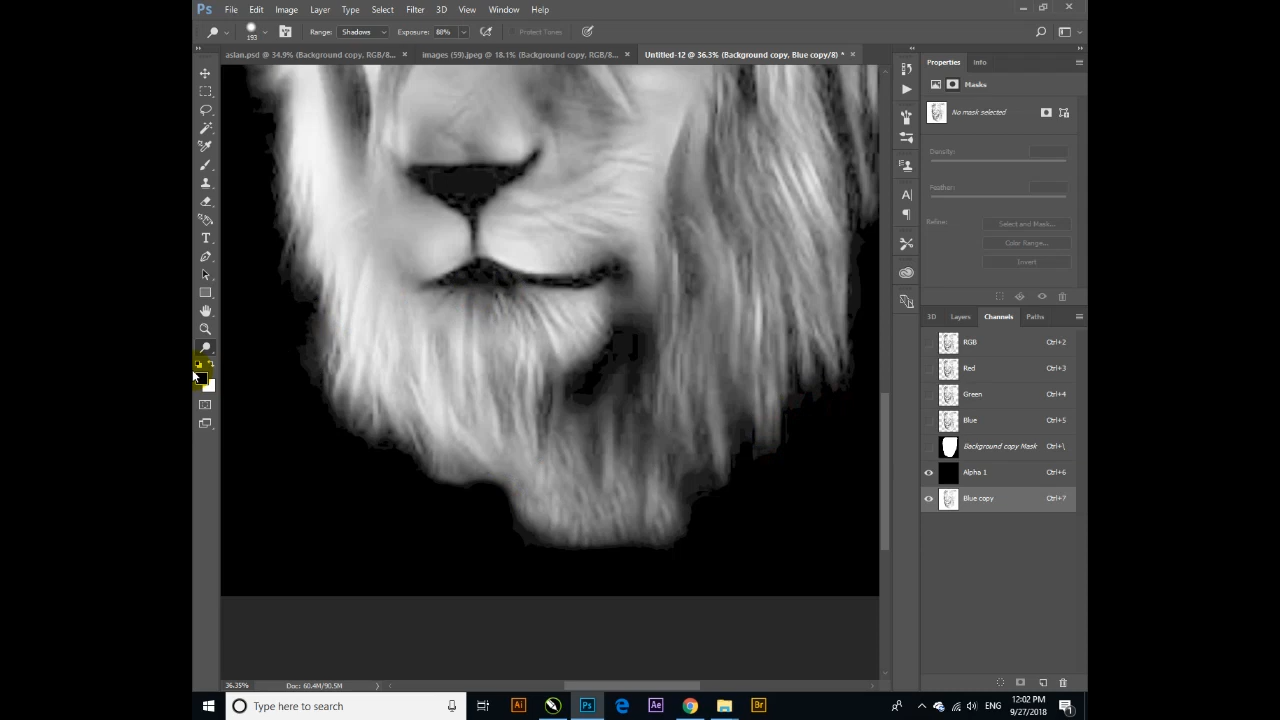 Ps File Edit Image Layer Type Select Filter 3D View Window Help
193 Range: Shadows Exposure: 88% Protect Tones
aslan.psd @ 34.9% (Background copy, RGB/8... × images (59).jpeg @ 18.1% (Background copy, RGB/8... × Untitled-12 @ 36.3% (Background copy, Blue copy/8) * ×
Properties Info
Masks
No mask selected
Density:
Feather:
Refine: Select and Mask...
Color Range...
Invert
3D Layers Channels Paths
RGB Ctrl+2
Red Ctrl+3
Green Ctrl+4
Blue Ctrl+5
Background copy Mask Ctrl+\
Alpha 1 Ctrl+6
Blue copy Ctrl+7
36.35% Doc: 60.4M/90.5M
Type here to search
Ai Ps Ae Br
ENG
12:02 PM
9/27/2018
1